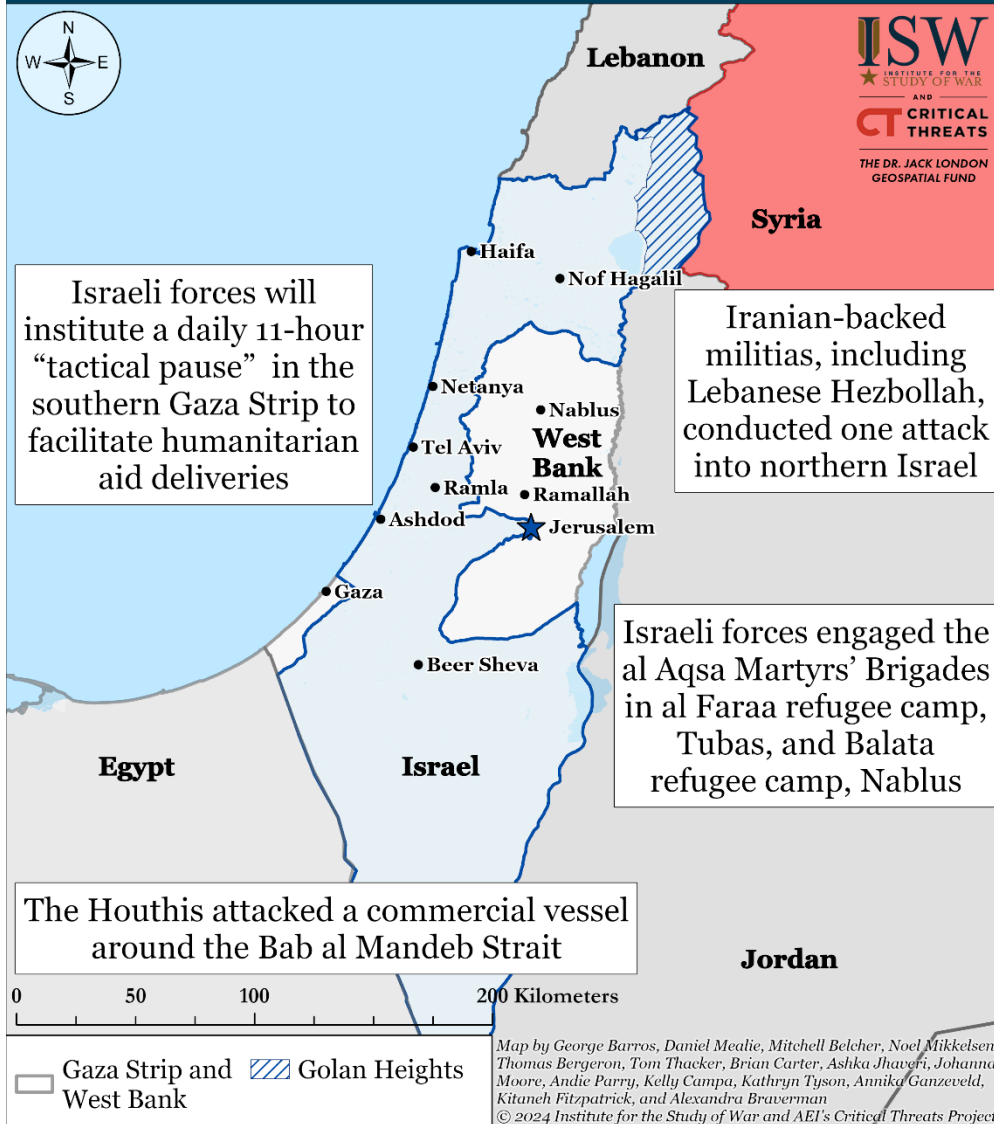 N
W
E
S
ISW
INSTITUTE FOR THE
STUDY OF WAR
AND
CT CRITICAL
THREATS
THE DR. JACK LONDON
GEOSPATIAL FUND
Lebanon
Syria
Haifa
Nof Hagalil
Israeli forces will
institute a daily 11-hour
“tactical pause” in the
southern Gaza Strip to
facilitate humanitarian
aid deliveries
Iranian-backed
militias, including
Lebanese Hezbollah,
conducted one attack
into northern Israel
Netanya
Nablus
West
Bank
Tel Aviv
Ramla
Ramallah
Ashdod
Jerusalem
Gaza
Beer Sheva
Israeli forces engaged the
al Aqsa Martyrs’ Brigades
in al Faraa refugee camp,
Tubas, and Balata
refugee camp, Nablus
Egypt
Israel
The Houthis attacked a commercial vessel
around the Bab al Mandeb Strait
Jordan
0 50 100 200 Kilometers
Gaza Strip and
West Bank
Golan Heights
Map by George Barros, Daniel Mealie, Mitchell Belcher, Noel Mikkelsen,
Thomas Bergeron, Tom Thacker, Brian Carter, Ashka Jhaveri, Johanna
Moore, Andie Parry, Kelly Campa, Kathryn Tyson, Annika Ganzeveld,
Kitaneh Fitzpatrick, and Alexandra Braverman
© 2024 Institute for the Study of War and AEI's Critical Threats Project